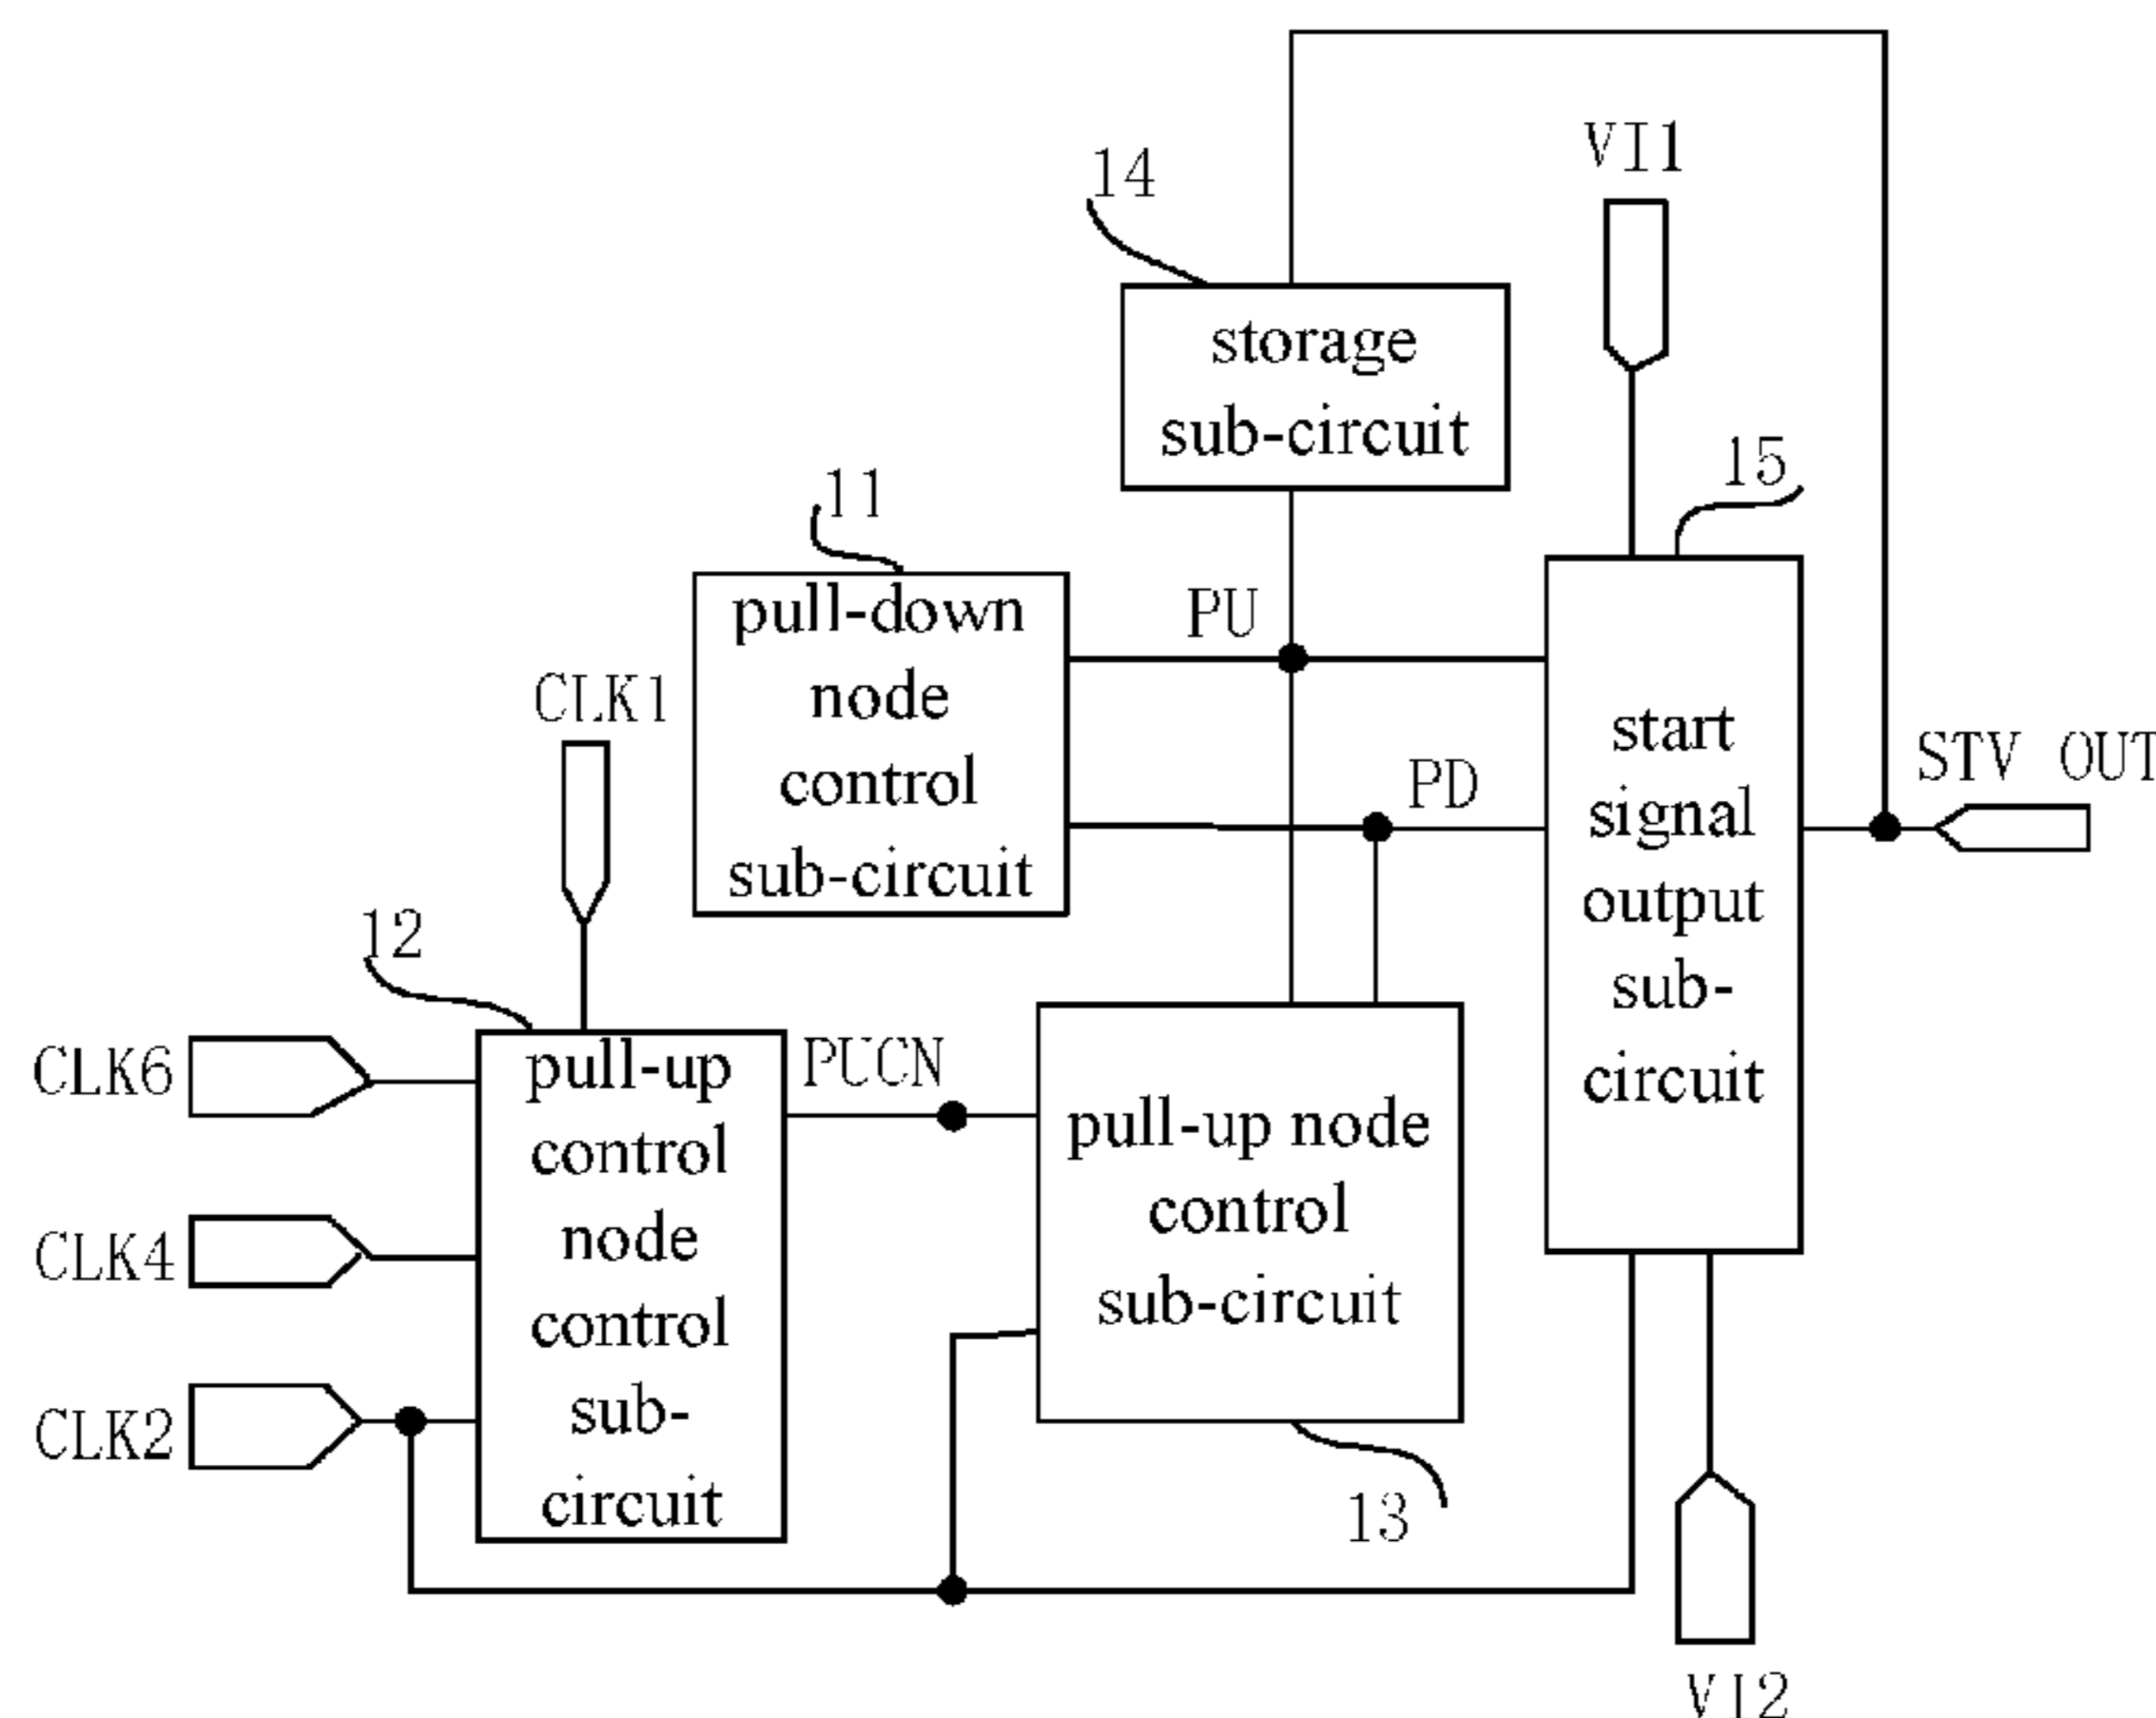 VI1
14
storage
sub-circuit
15
11
pull-down
node
control
sub-circuit
PU
CLK1
PD
start
signal
output
sub-
circuit
STV OUT
12
CLK6
pull-up
control
node
control
sub-
circuit
PUCN
pull-up node
control
sub-circuit
CLK4
CLK2
13
VI2